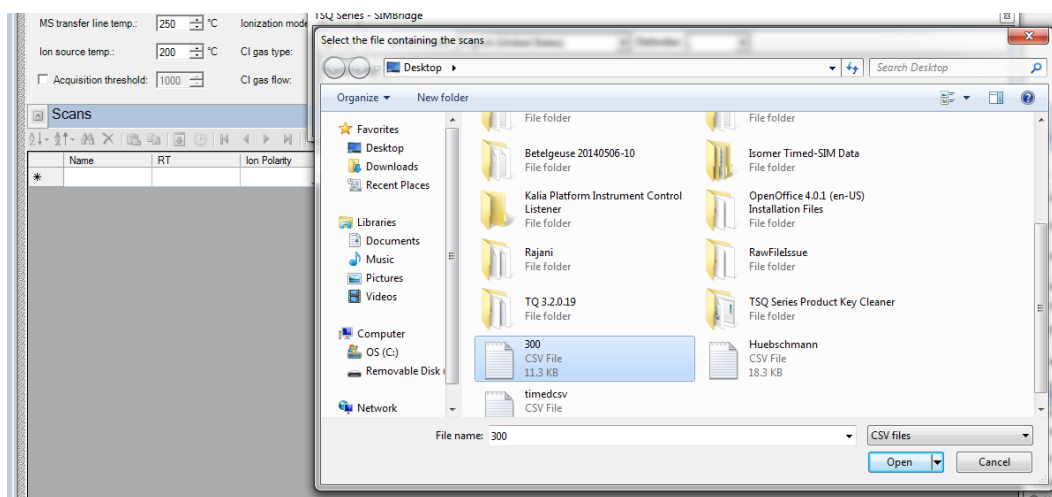 TSQ Series - SIMBridge
MS transfer line temp.: 250 °C Ionization mode
Ion source temp.: 200 °C CI gas type:
Acquisition threshold: 1000 CI gas flow:
Scans
Name RT Ion Polarity
*
Select the file containing the scans
Desktop
Search Desktop
Organize New folder
Favorites
Desktop
Downloads
Recent Places
Libraries
Documents
Music
Pictures
Videos
Computer
OS (C:)
Removable Disk
Network
File folder
File folder
Betelgeuse 20140506-10
File folder
Isomer Timed-SIM Data
File folder
Kalia Platform Instrument Control
Listener
File folder
OpenOffice 4.0.1 (en-US)
Installation Files
File folder
Rajani
File folder
RawFileIssue
File folder
TQ 3.2.0.19
File folder
TSQ Series Product Key Cleaner
File folder
300
CSV File
11.3 KB
Huebschmann
CSV File
18.3 KB
timedcsv
CSV File
File name: 300
CSV files
Open Cancel